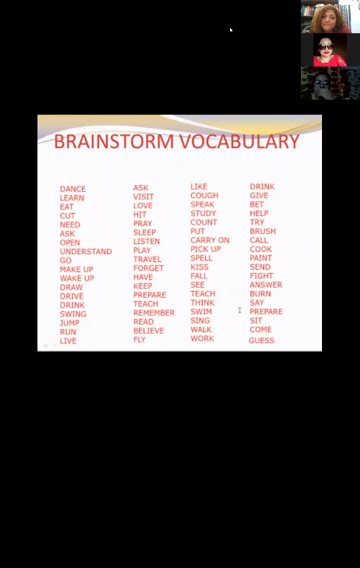 BRAINSTORM VOCABULARY
DANCE
LEARN
EAT
CUT
NEED
ASK
OPEN
UNDERSTAND
GO
MAKE UP
WAKE UP
DRAW
DRIVE
DRINK
SWING
JUMP
RUN
LIVE
ASK
VISIT
LOVE
HIT
PRAY
SLEEP
LISTEN
PLAY
TRAVEL
FORGET
HAVE
KEEP
PREPARE
TEACH
REMEMBER
READ
BELIEVE
FLY
LIKE
COUGH
SPEAK
STUDY
COUNT
PUT
CARRY ON
PICK UP
SPELL
KISS
FALL
SEE
TEACH
THINK
SWIM
SING
WALK
WORK
DRINK
GIVE
BET
HELP
TRY
BRUSH
CALL
COOK
PAINT
SEND
FIGHT
ANSWER
BURN
SAY
PREPARE
SIT
COME
GUESS